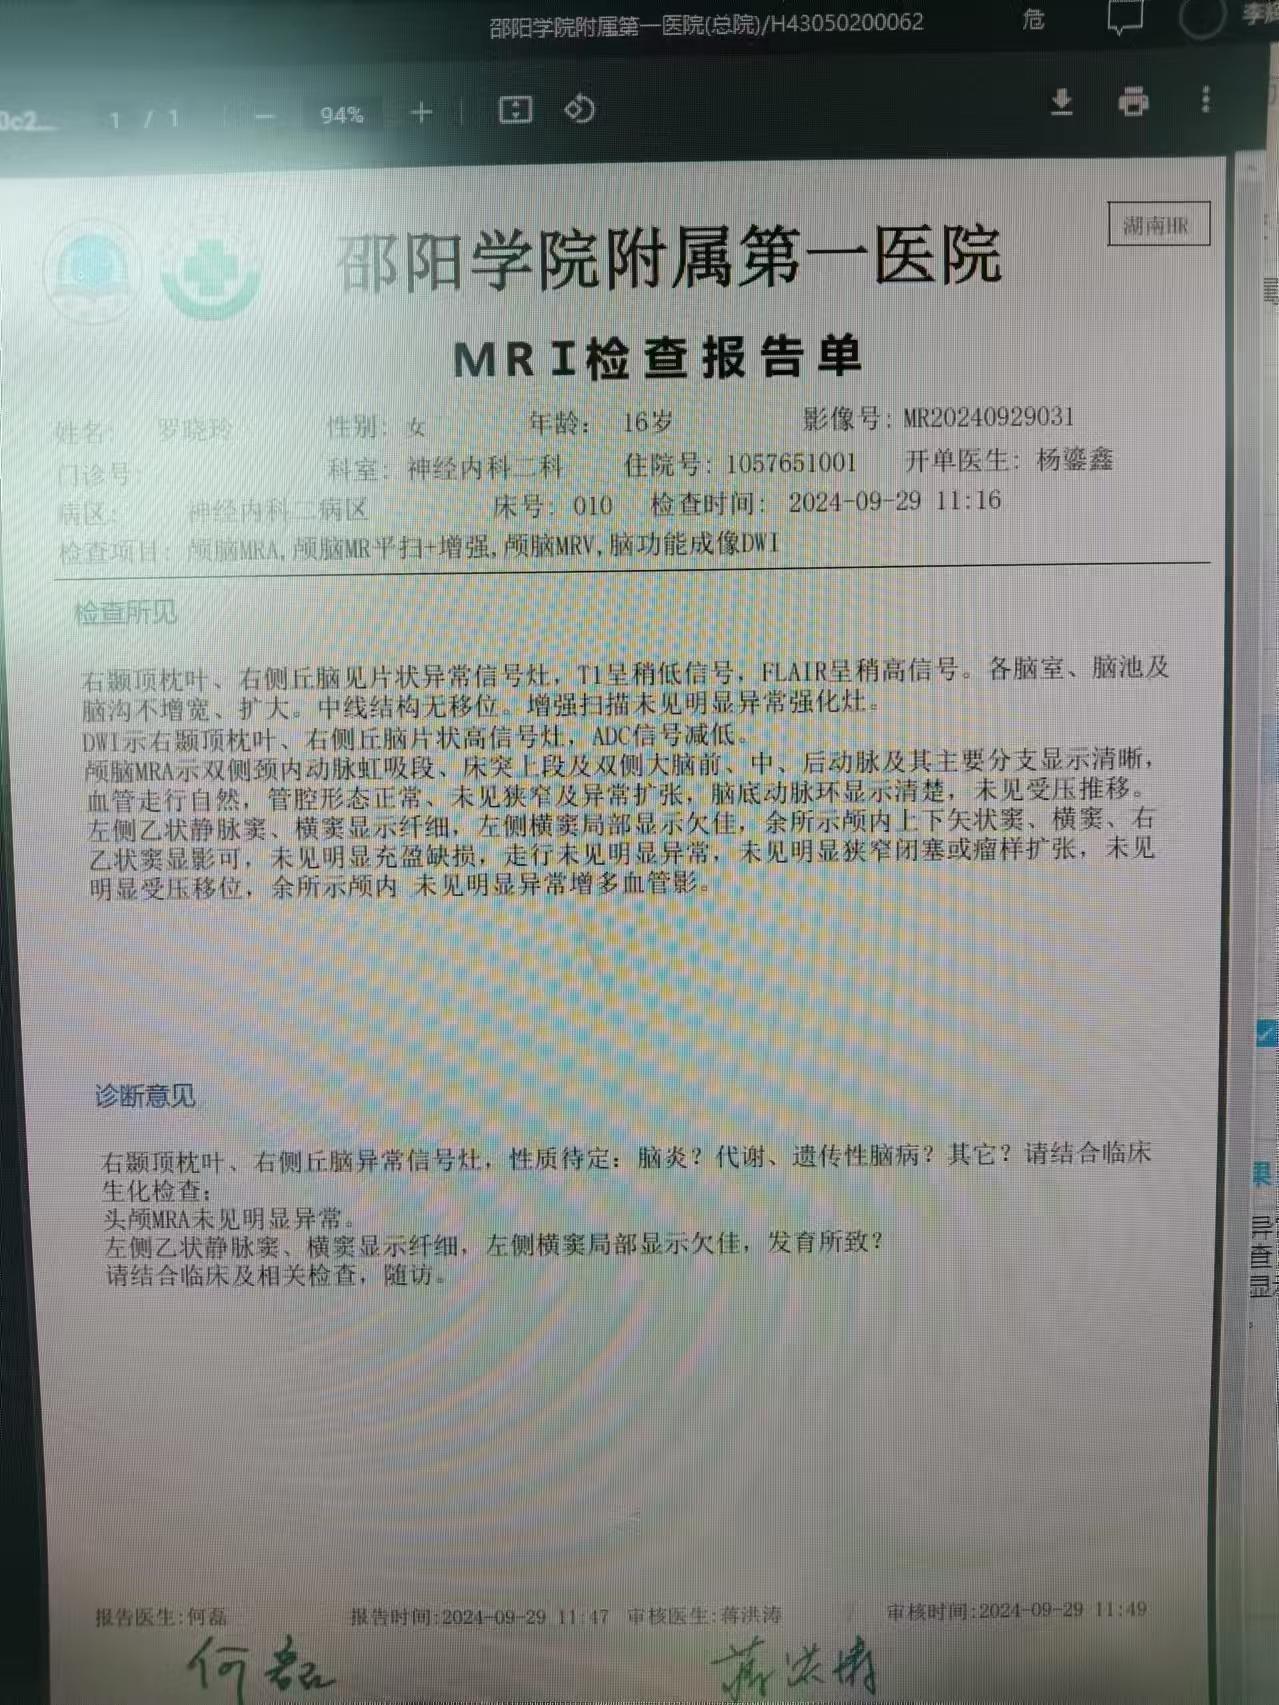 邵阳学院附属第一医院(总院)/H43050200062
危
0c2...
1 / 1
94%
湖南HR
邵阳学院附属第一医院
MRI检查报告单
姓名: 罗晓玲 性别: 女 年龄: 16岁 影像号: MR20240929031
门诊号: 科室: 神经内科二科 住院号: 1057651001 开单医生: 杨鎏鑫
病区: 神经内科二病区 床号: 010 检查时间: 2024-09-29 11:16
检查项目: 颅脑MRA,颅脑MR平扫+增强,颅脑MRV,脑功能成像DWI
检查所见
右颞顶枕叶、右侧丘脑见片状异常信号灶，T1呈稍低信号，FLAIR呈稍高信号。各脑室、脑池及
脑沟不增宽、扩大。中线结构无移位。增强扫描未见明显异常强化灶。
DWI示右颞顶枕叶、右侧丘脑片状高信号灶，ADC信号减低。
颅脑MRA示双侧颈内动脉虹吸段、床突上段及双侧大脑前、中、后动脉及其主要分支显示清晰，
血管走行自然，管腔形态正常、未见狭窄及异常扩张，脑底动脉环显示清楚，未见受压推移。
左侧乙状静脉窦、横窦显示纤细，左侧横窦局部显示欠佳，余所示颅内上下矢状窦、横窦、右
乙状窦显影可，未见明显充盈缺损，走行未见明显异常，未见明显狭窄闭塞或瘤样扩张，未见
明显受压移位，余所示颅内 未见明显异常增多血管影。
诊断意见
右颞顶枕叶、右侧丘脑异常信号灶，性质待定：脑炎？代谢、遗传性脑病？其它？请结合临床
生化检查；
头颅MRA未见明显异常。
左侧乙状静脉窦、横窦显示纤细，左侧横窦局部显示欠佳，发育所致？
请结合临床及相关检查，随访。
报告医生:何磊 报告时间:2024-09-29 11:47 审核医生:蒋洪涛 审核时间:2024-09-29 11:49
何磊 蒋洪涛